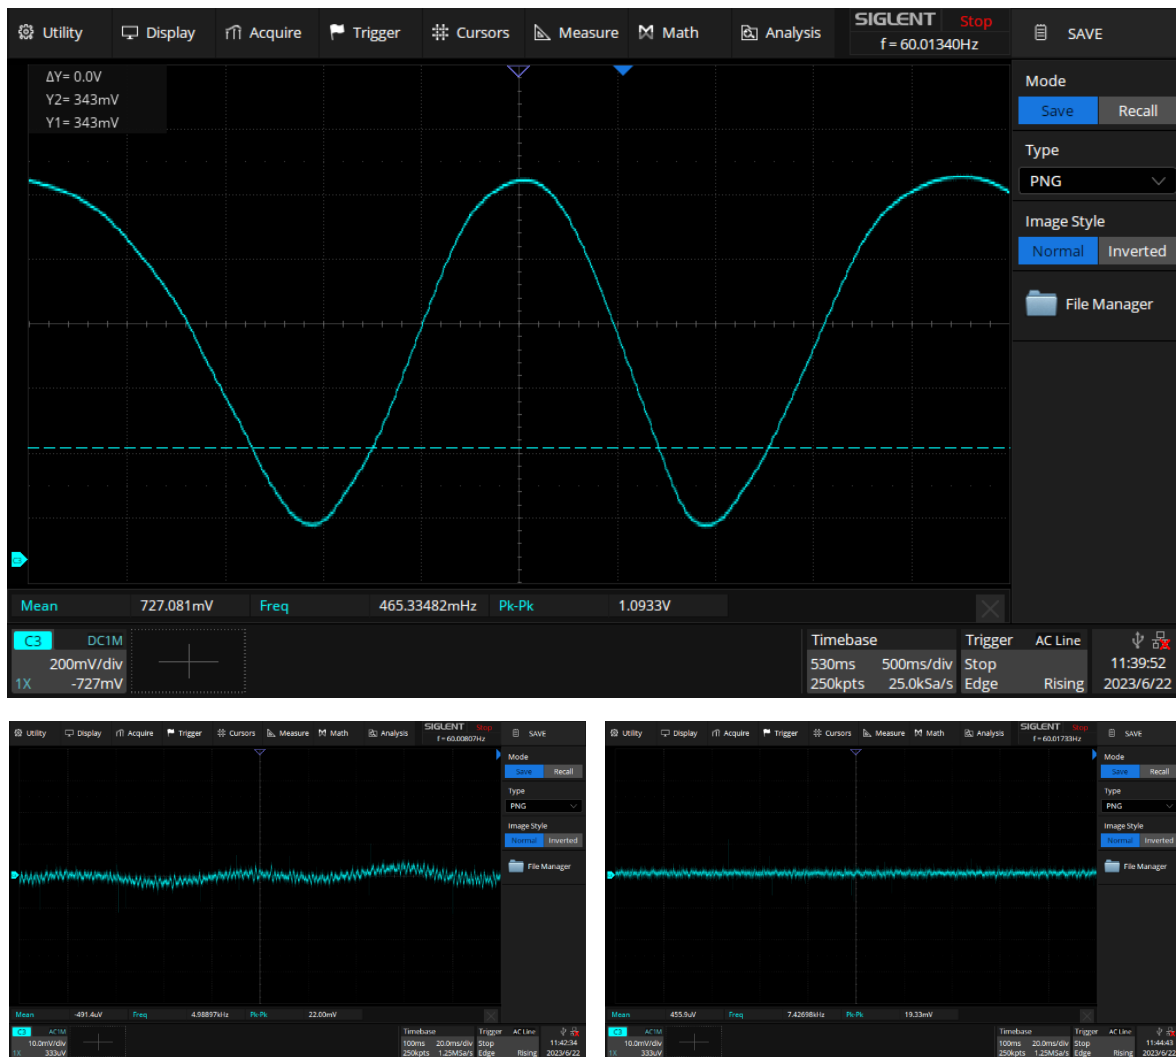 Utility Display Acquire Trigger Cursors Measure Math Analysis SIGLENT Stop
f = 60.01340Hz
SAVE
ΔY= 0.0V
Y2= 343mV
Y1= 343mV
Mode
Save Recall
Type
PNG
Image Style
Normal Inverted
File Manager
C3
Mean 727.081mV Freq 465.33482mHz Pk-Pk 1.0933V
C3 DC1M
200mV/div
1X -727mV
Timebase
530ms 500ms/div
250kpts 25.0kSa/s
Trigger AC Line
Stop
Edge Rising
11:39:52
2023/6/22
Utility Display Acquire Trigger Cursors Measure Math Analysis SIGLENT Stop
f = 60.00807Hz
SAVE
Mode
Save Recall
Type
PNG
Image Style
Normal Inverted
File Manager
Mean -491.4uV Freq 4.98897kHz Pk-Pk 22.00mV
C3 AC1M
10.0mV/div
1X 333uV
Timebase
100ms 20.0ms/div
250kpts 1.25MSa/s
Trigger AC Line
Stop
Edge Rising
11:42:34
2023/6/22
Utility Display Acquire Trigger Cursors Measure Math Analysis SIGLENT Stop
f = 60.01733Hz
SAVE
Mode
Save Recall
Type
PNG
Image Style
Normal Inverted
File Manager
Mean 455.9uV Freq 7.42698kHz Pk-Pk 19.33mV
C3 AC1M
10.0mV/div
1X 333uV
Timebase
100ms 20.0ms/div
250kpts 1.25MSa/s
Trigger AC Line
Stop
Edge Rising
11:44:43
2023/6/22